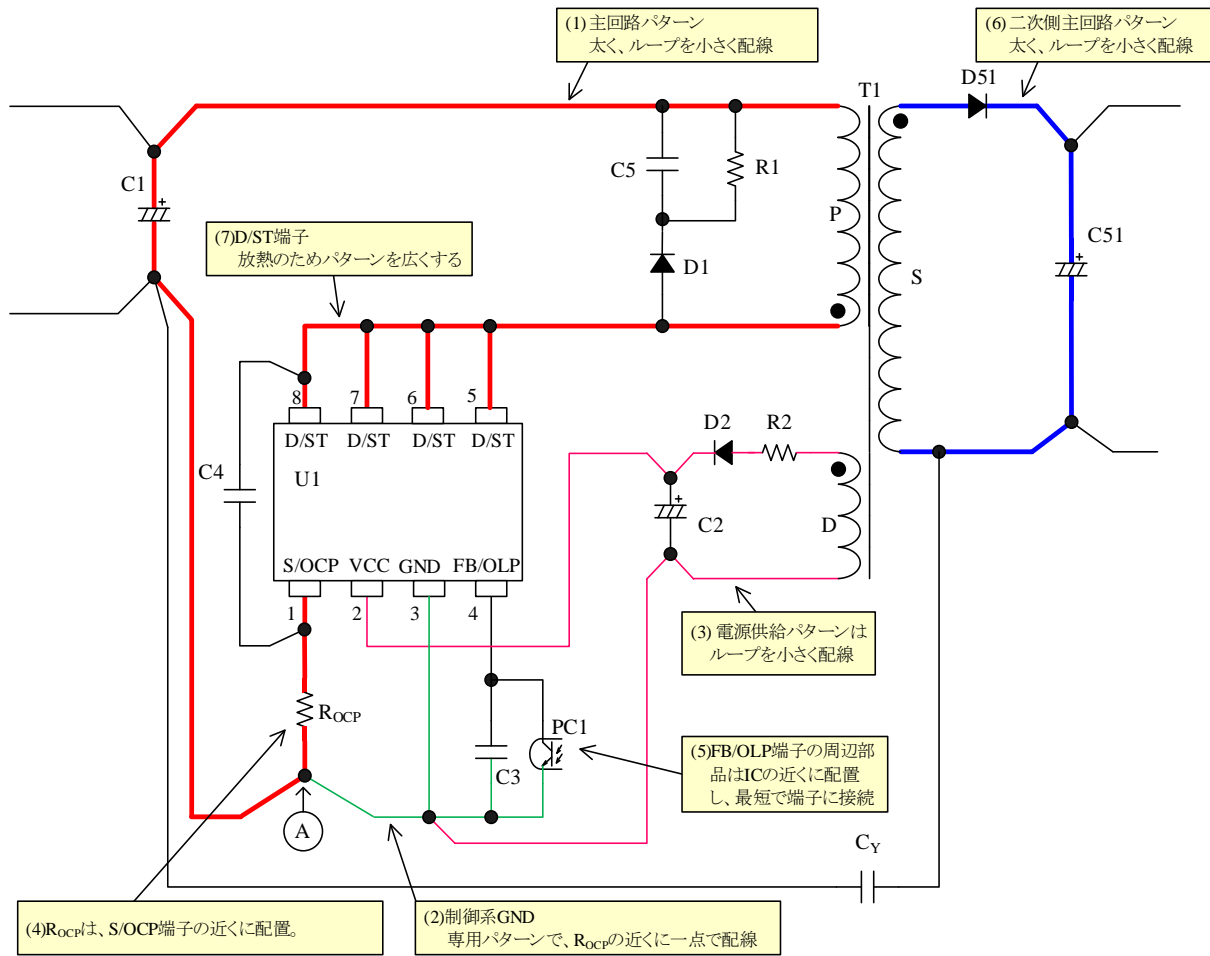 (1) 主回路パターン
太く、ループを小さく配線
(6) 二次側主回路パターン
太く、ループを小さく配線
D51
T1
C1
+
C5
R1
P
S
C51
+
(7)D/ST端子
放熱のためパターンを広くする
D1
8
7
6
5
D/ST
D/ST
D/ST
D/ST
U1
C4
D2
R2
+
C2
D
S/OCP
VCC
GND
FB/OLP
1
2
3
4
(3) 電源供給パターンは
ループを小さく配線
ROCP
PC1
C3
(5)FB/OLP端子の周辺部
品はICの近くに配置
し、最短で端子に接続
A
CY
(4)ROCPは、S/OCP端子の近くに配置。
(2)制御系GND
専用パターンで、ROCPの近くに一点で配線